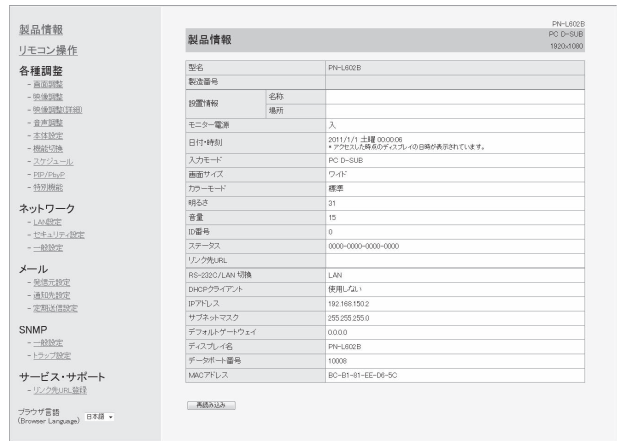 製品情報
リモコン操作
各種調整
- 画面調整
- 映像調整
- 映像調整(詳細)
- 音声調整
- 本体設定
- 機能切換
- スケジュール
- PIP/PbyP
- 特別機能
ネットワーク
- LAN設定
- セキュリティ設定
- 一般設定
メール
- 発信元設定
- 通知先設定
- 定期送信設定
SNMP
- 一般設定
- トラップ設定
サービス・サポート
- リンク先URL登録
ブラウザ言語
(Browser Language) 日本語
PN-L602B
製品情報 PC D-SUB
1920x1080
型名 PN-L602B
製造番号
設置情報 名称
場所
モニター電源 入
日付・時刻 2011/1/1 土曜 00:00:06
* アクセスした時点のディスプレイの日時が表示されています。
入力モード PC D-SUB
画面サイズ ワイド
カラーモード 標準
明るさ 31
音量 15
ID番号 0
ステータス 0000-0000-0000-0000
リンク先URL
RS-232C/LAN 切換 LAN
DHCPクライアント 使用しない
IPアドレス 192.168.150.2
サブネットマスク 255.255.255.0
デフォルトゲートウェイ 0.0.0.0
ディスプレイ名 PN-L602B
データポート番号 10008
MACアドレス BC-B1-81-EE-D6-5C
再読み込み